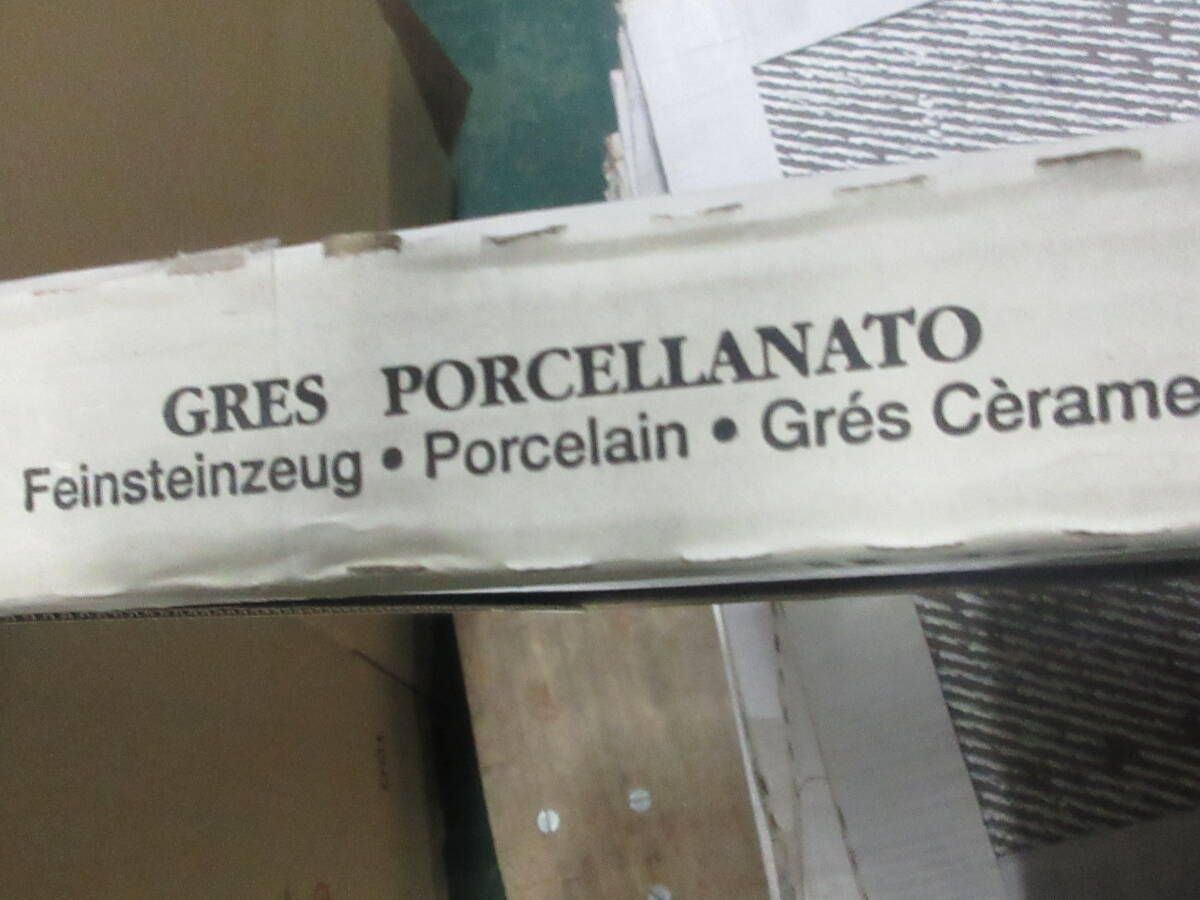 GRES PORCELLANATO
Feinsteinzeug • Porcelain • Grés Cèrame